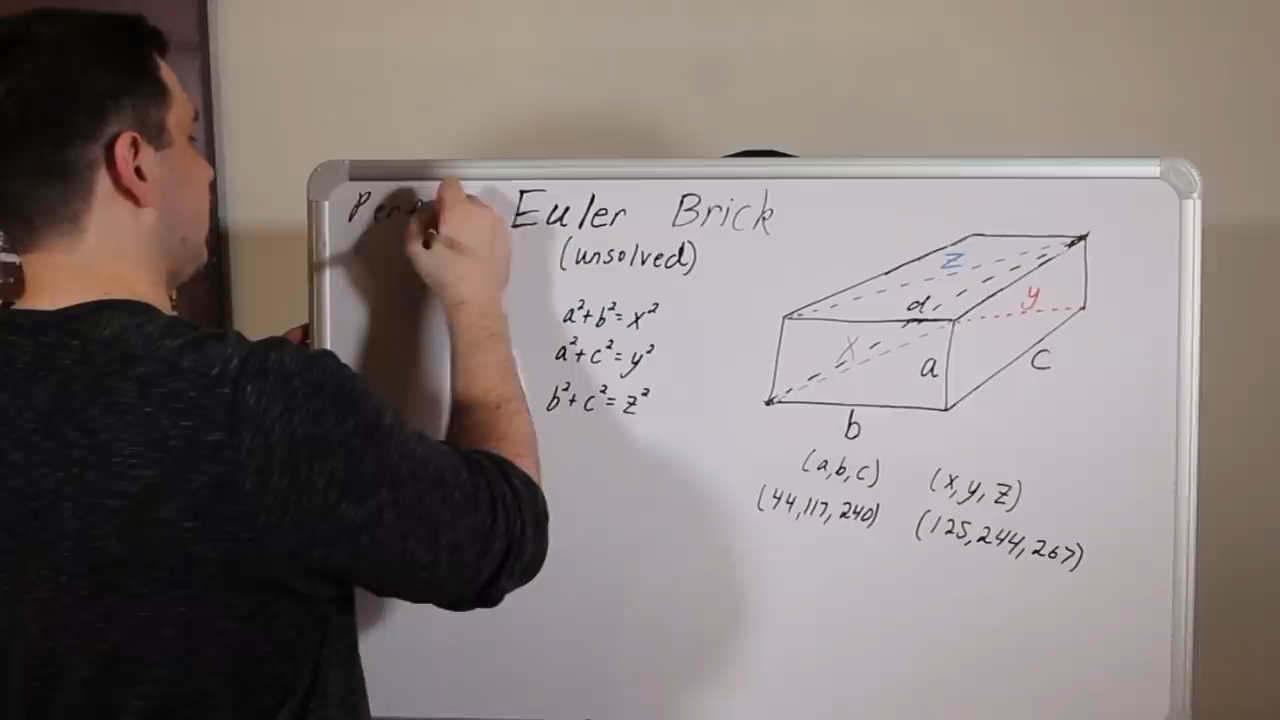 Euler Brick
(unsolved)
a²+b²=x²
a²+c²=y²
b²+c²=z²
z
d
y
x
a
c
b
(a,b,c) (x,y,z)
(44,117,240) (125,244,267)